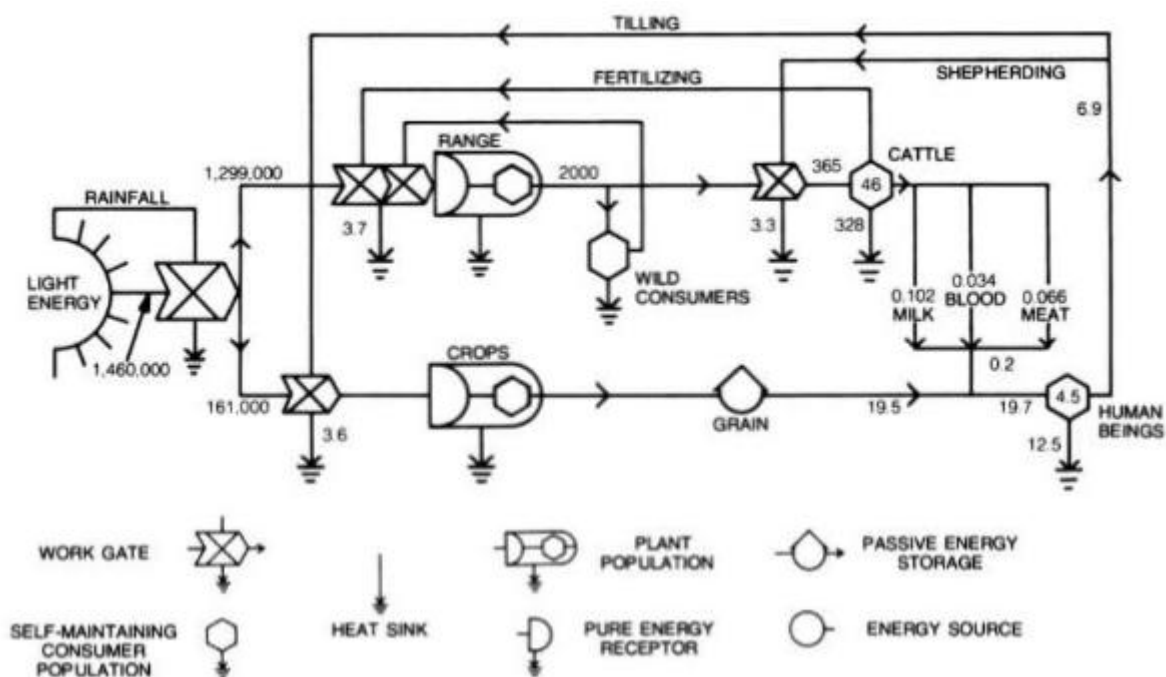 TILLING
FERTILIZING
SHEPHERDING
6.9
RANGE
1,299,000
2000
365
CATTLE
46
RAINFALL
3.7
3.3
328
LIGHT
ENERGY
WILD
CONSUMERS
0.102
MILK
0.034
BLOOD
0.066
MEAT
1,460,000
CROPS
0.2
161,000
3.6
GRAIN
19.5
19.7
4.5
12.5
HUMAN
BEINGS
WORK GATE
HEAT SINK
PLANT
POPULATION
PASSIVE ENERGY
STORAGE
SELF-MAINTAINING
CONSUMER
POPULATION
PURE ENERGY
RECEPTOR
ENERGY SOURCE